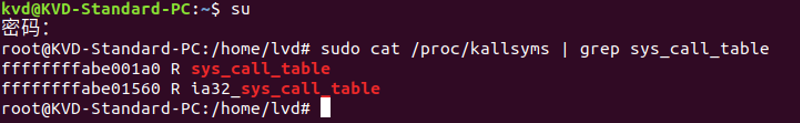 kvd@KVD-Standard-PC:~$ su
密码：
root@KVD-Standard-PC:/home/lvd# sudo cat /proc/kallsyms | grep sys_call_table
ffffffffabe001a0 R sys_call_table
ffffffffabe01560 R ia32_sys_call_table
root@KVD-Standard-PC:/home/lvd#